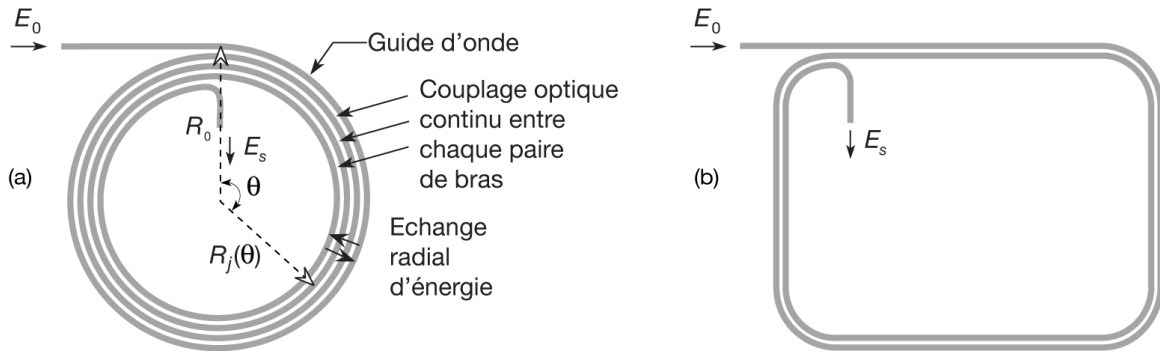 E₀
Guide d'onde
Couplage optique
continu entre
chaque paire
de bras
R₀
Eₛ
(a)
θ
Rⱼ(θ)
Echange
radial
d'énergie
E₀
Eₛ
(b)